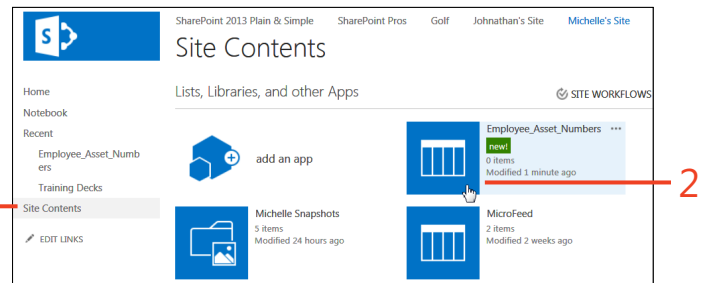 SharePoint 2013 Plain & Simple SharePoint Pros Golf Johnathan's Site Michelle's Site
S
Site Contents
Home
Notebook
Recent
Employee_Asset_Numb
ers
Training Decks
Site Contents
EDIT LINKS
Lists, Libraries, and other Apps
SITE WORKFLOWS
add an app
Employee_Asset_Numbers ...
new!
0 items
Modified 1 minute ago
2
Michelle Snapshots
5 items
Modified 24 hours ago
MicroFeed
2 items
Modified 2 weeks ago